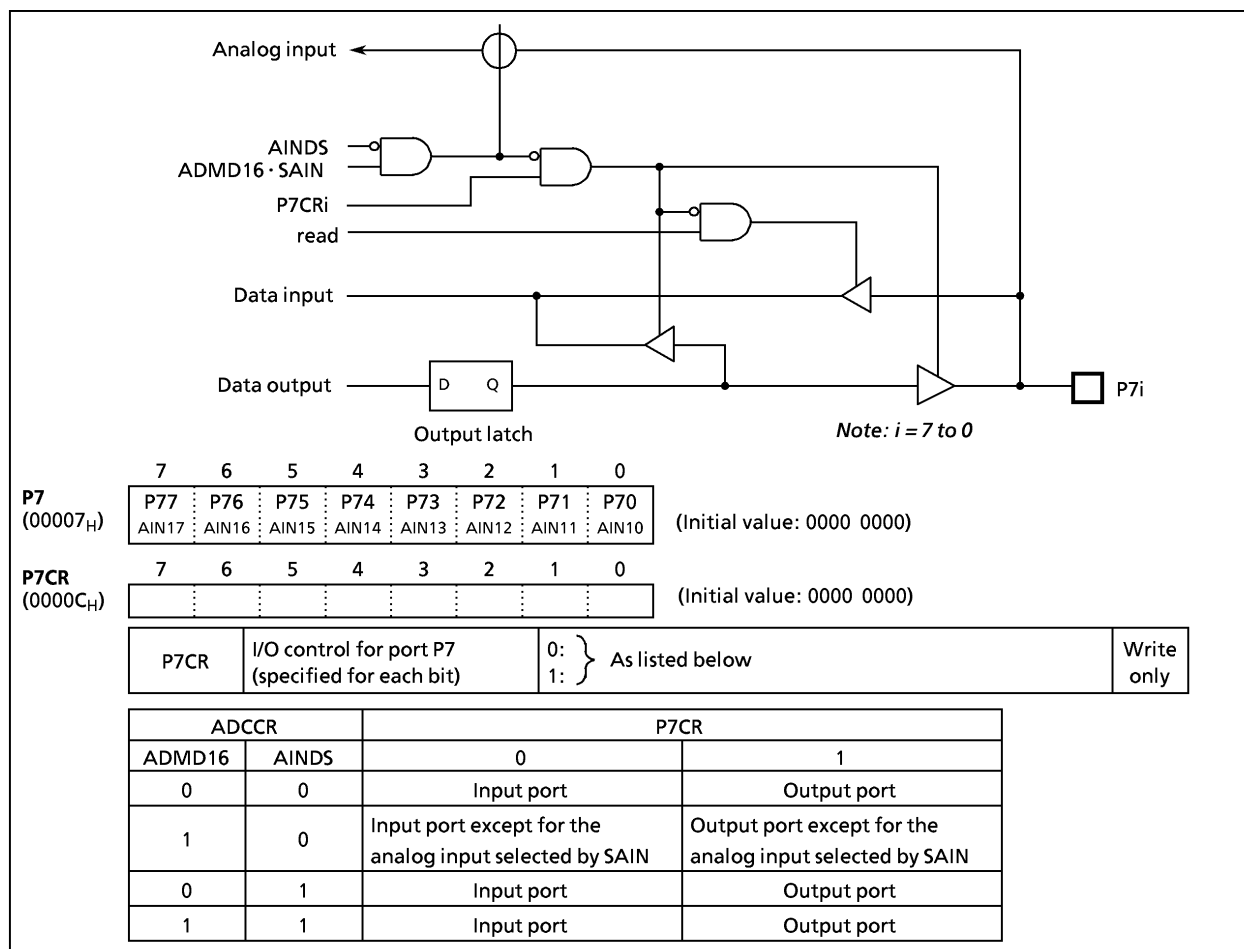 Analog input
AINDS
ADMD16 · SAIN
P7CRi
read
Data input
Data output
D Q
P7i
Output latch
Note: i = 7 to 0
7 6 5 4 3 2 1 0
P7
(00007H)
P77 P76 P75 P74 P73 P72 P71 P70
AIN17 AIN16 AIN15 AIN14 AIN13 AIN12 AIN11 AIN10
(Initial value: 0000 0000)
7 6 5 4 3 2 1 0
P7CR
(0000CH)
(Initial value: 0000 0000)
P7CR
I/O control for port P7
(specified for each bit)
0:
1:
As listed below
Write
only
ADCCR P7CR
ADMD16 AINDS 0 1
0 0 Input port Output port
1 0
Input port except for the
analog input selected by SAIN
Output port except for the
analog input selected by SAIN
0 1 Input port Output port
1 1 Input port Output port